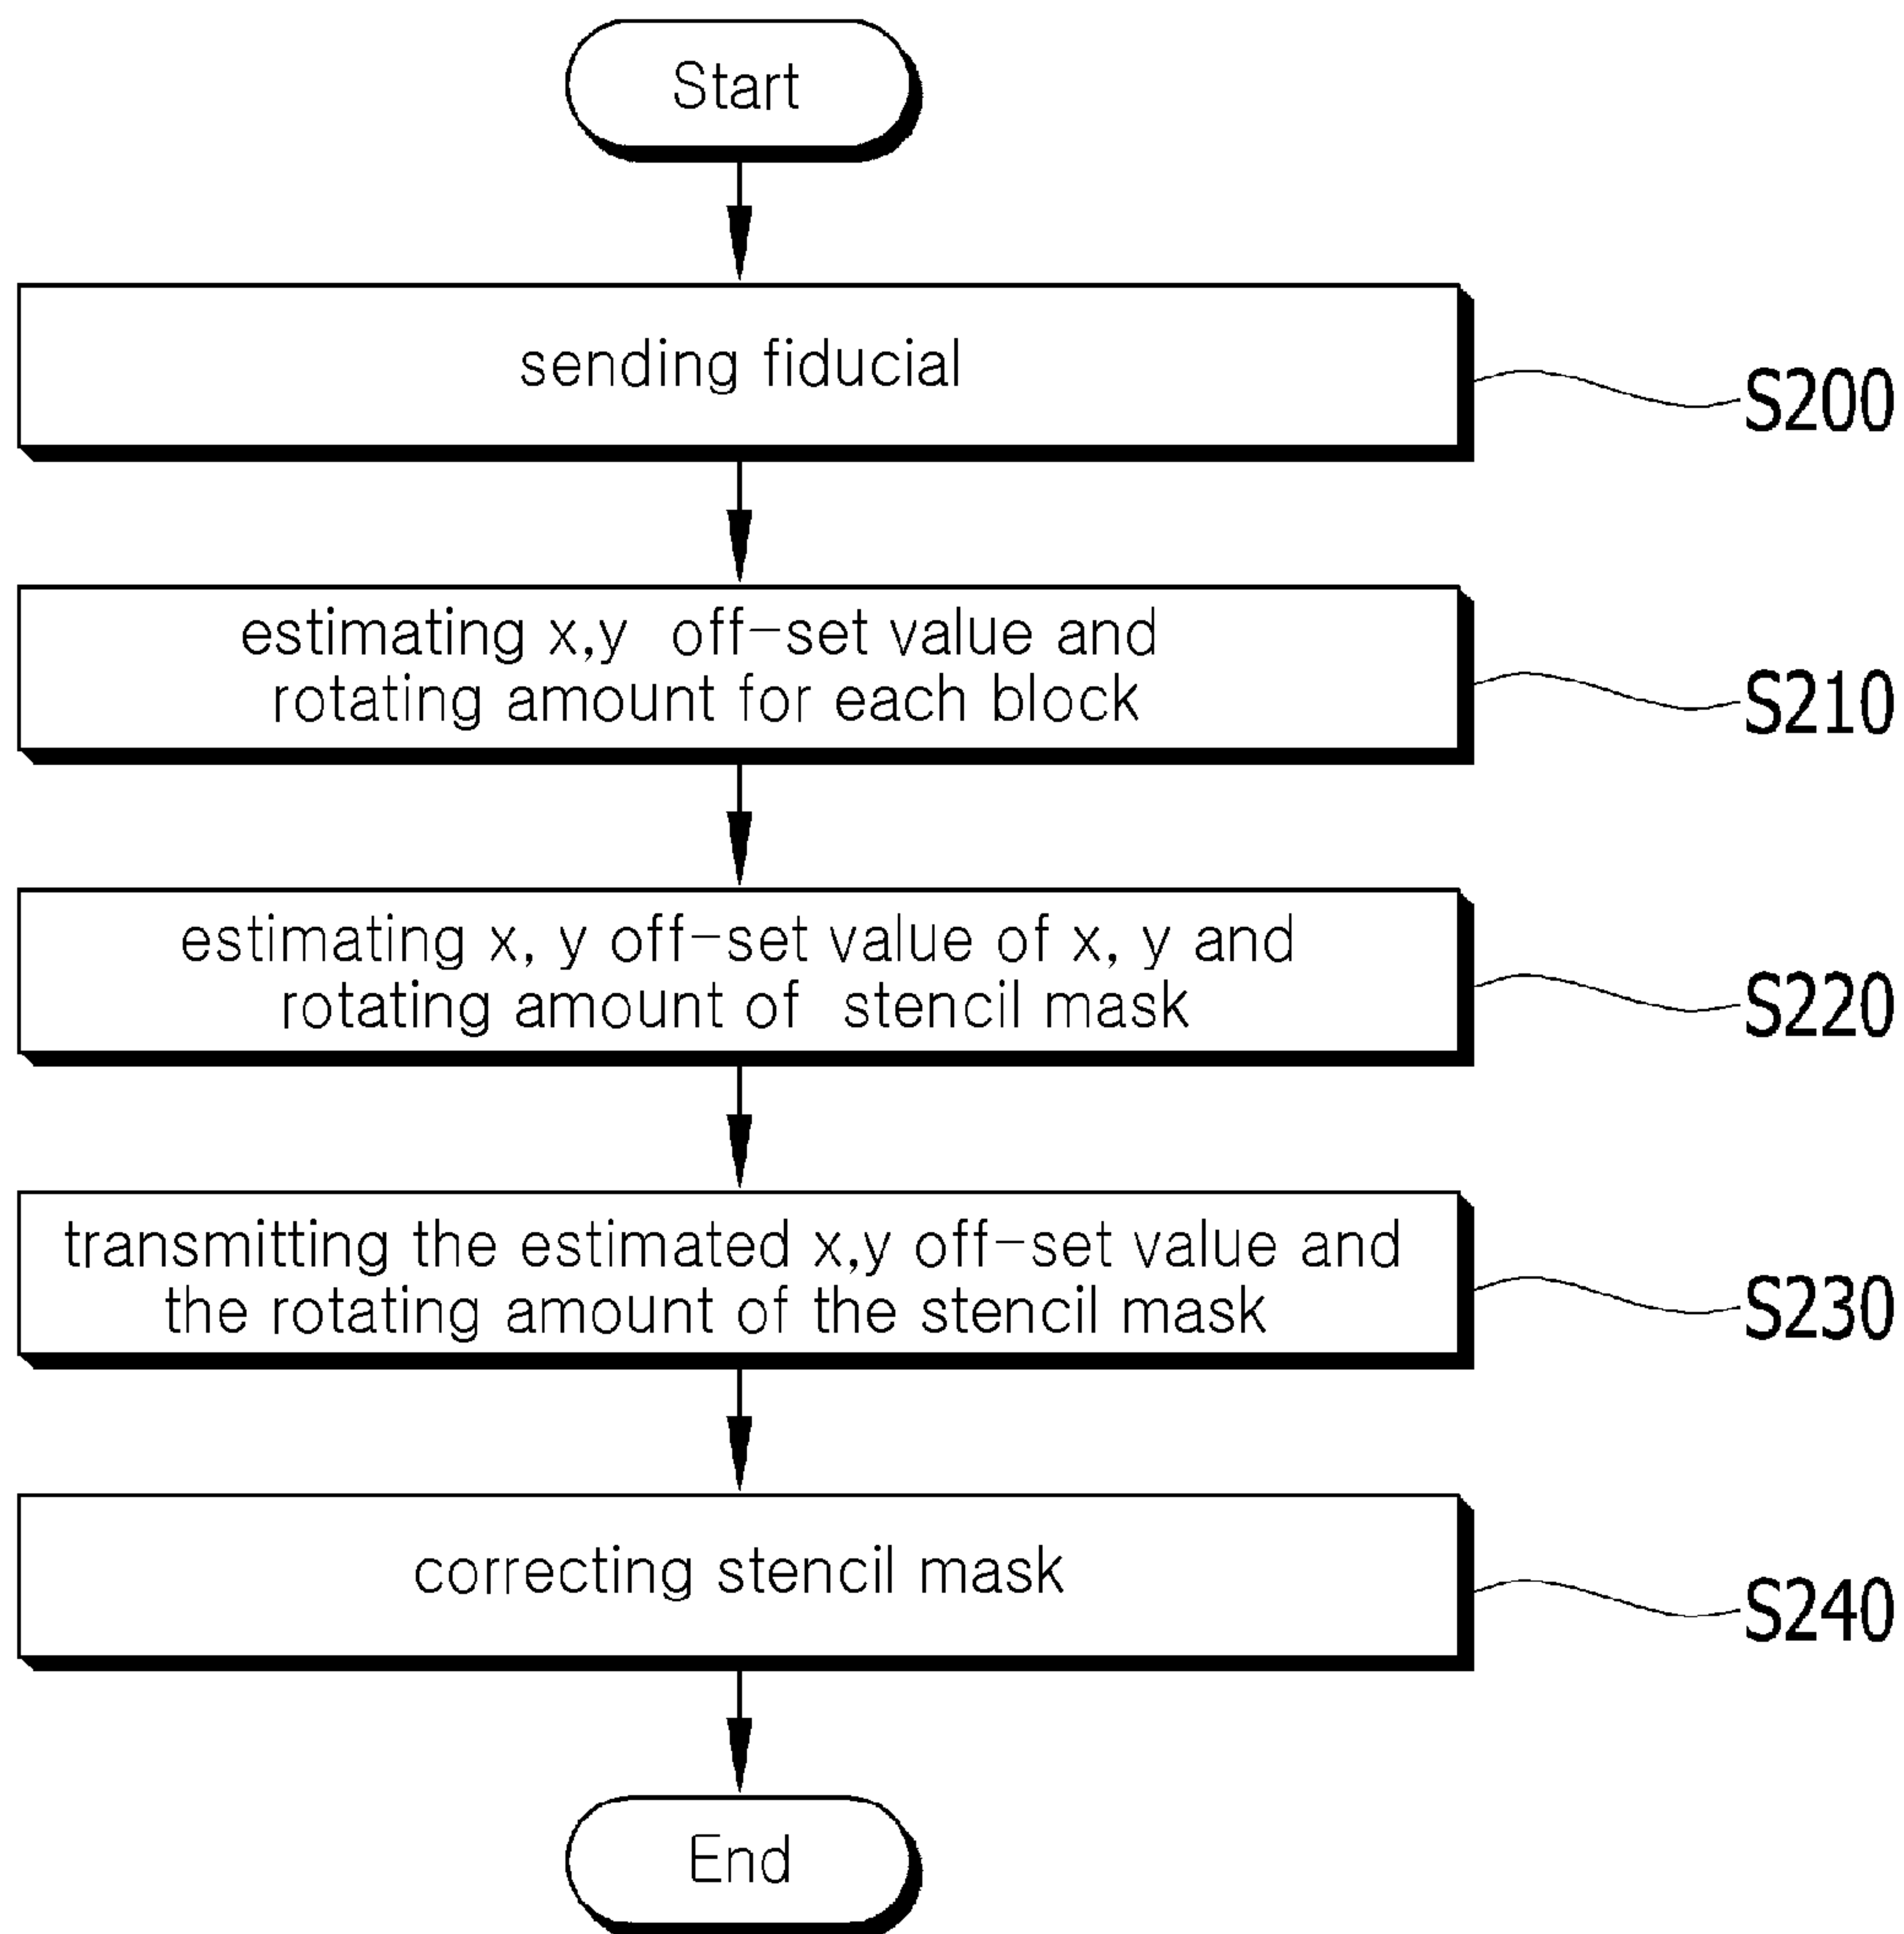 Start
sending fiducial
S200
estimating x,y off-set value and
rotating amount for each block
S210
estimating x, y off-set value of x, y and
rotating amount of stencil mask
S220
transmitting the estimated x,y off-set value and
the rotating amount of the stencil mask
S230
correcting stencil mask
S240
End